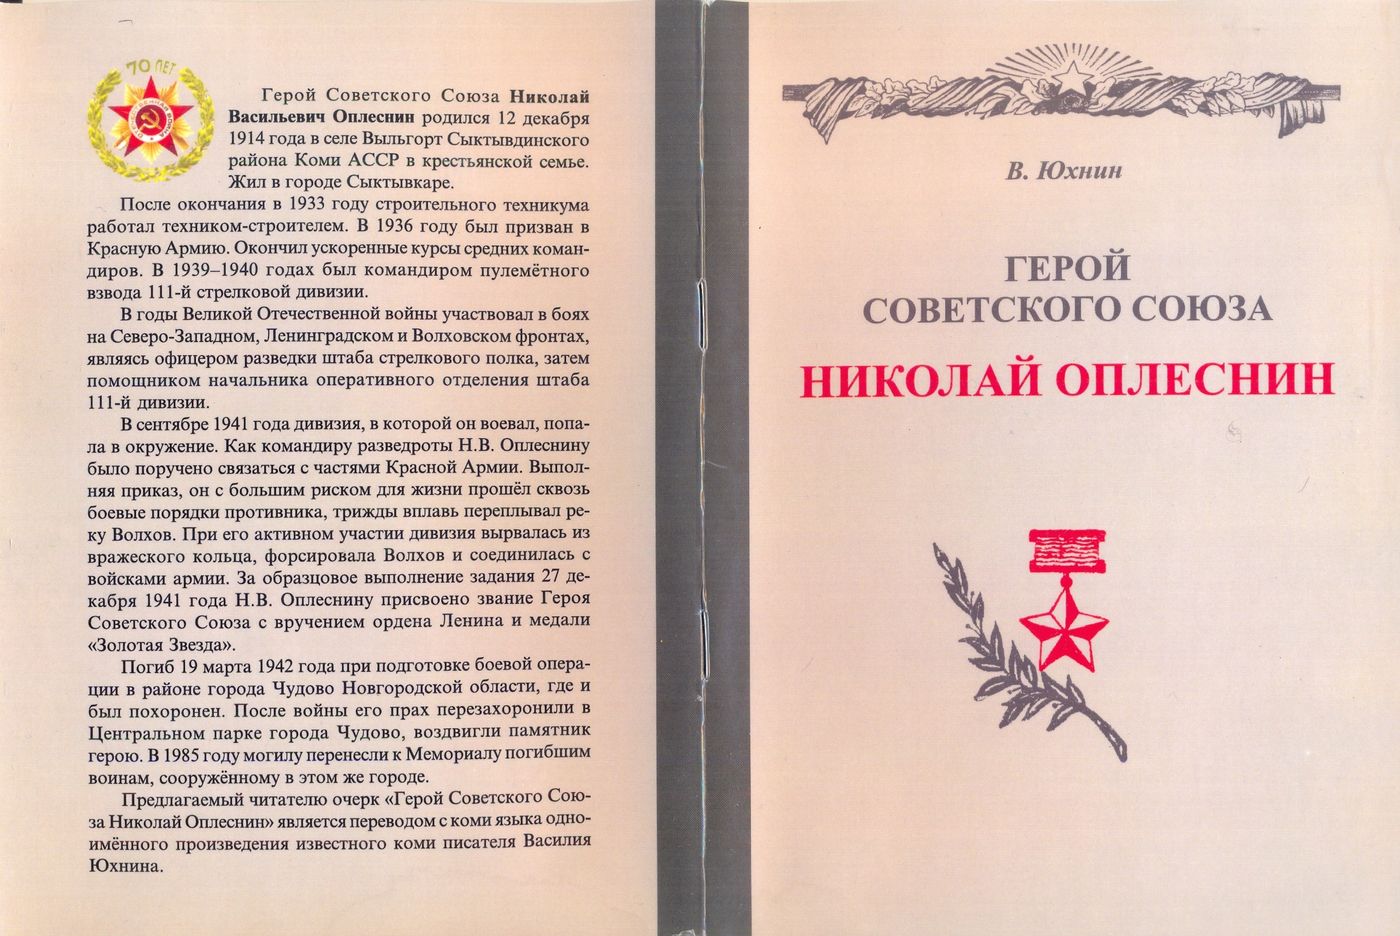 70 ЛЕТ
ОТЕЧЕСТВЕННАЯ ВОЙНА
Герой Советского Союза Николай
Васильевич Оплеснин родился 12 декабря
1914 года в селе Выльгорт Сыктывдинского
района Коми АССР в крестьянской семье.
Жил в городе Сыктывкаре.
После окончания в 1933 году строительного техникума
работал техником-строителем. В 1936 году был призван в
Красную Армию. Окончил ускоренные курсы средних коман-
диров. В 1939–1940 годах был командиром пулемётного
взвода 111-й стрелковой дивизии.
В годы Великой Отечественной войны участвовал в боях
на Северо-Западном, Ленинградском и Волховском фронтах,
являясь офицером разведки штаба стрелкового полка, затем
помощником начальника оперативного отделения штаба
111-й дивизии.
В сентябре 1941 года дивизия, в которой он воевал, попа-
ла в окружение. Как командиру разведроты Н.В. Оплеснину
было поручено связаться с частями Красной Армии. Выпол-
няя приказ, он с большим риском для жизни прошёл сквозь
боевые порядки противника, трижды вплавь переплывал ре-
ку Волхов. При его активном участии дивизия вырвалась из
вражеского кольца, форсировала Волхов и соединилась с
войсками армии. За образцовое выполнение задания 27 де-
кабря 1941 года Н.В. Оплеснину присвоено звание Героя
Советского Союза с вручением ордена Ленина и медали
«Золотая Звезда».
Погиб 19 марта 1942 года при подготовке боевой опера-
ции в районе города Чудово Новгородской области, где и
был похоронен. После войны его прах перезахоронили в
Центральном парке города Чудово, воздвигли памятник
герою. В 1985 году могилу перенесли к Мемориалу погибшим
воинам, сооружённому в этом же городе.
Предлагаемый читателю очерк «Герой Советского Сою-
за Николай Оплеснин» является переводом с коми языка одно-
имённого произведения известного коми писателя Василия
Юхнина.
В. Юхнин
ГЕРОЙ
СОВЕТСКОГО СОЮЗА
НИКОЛАЙ ОПЛЕСНИН